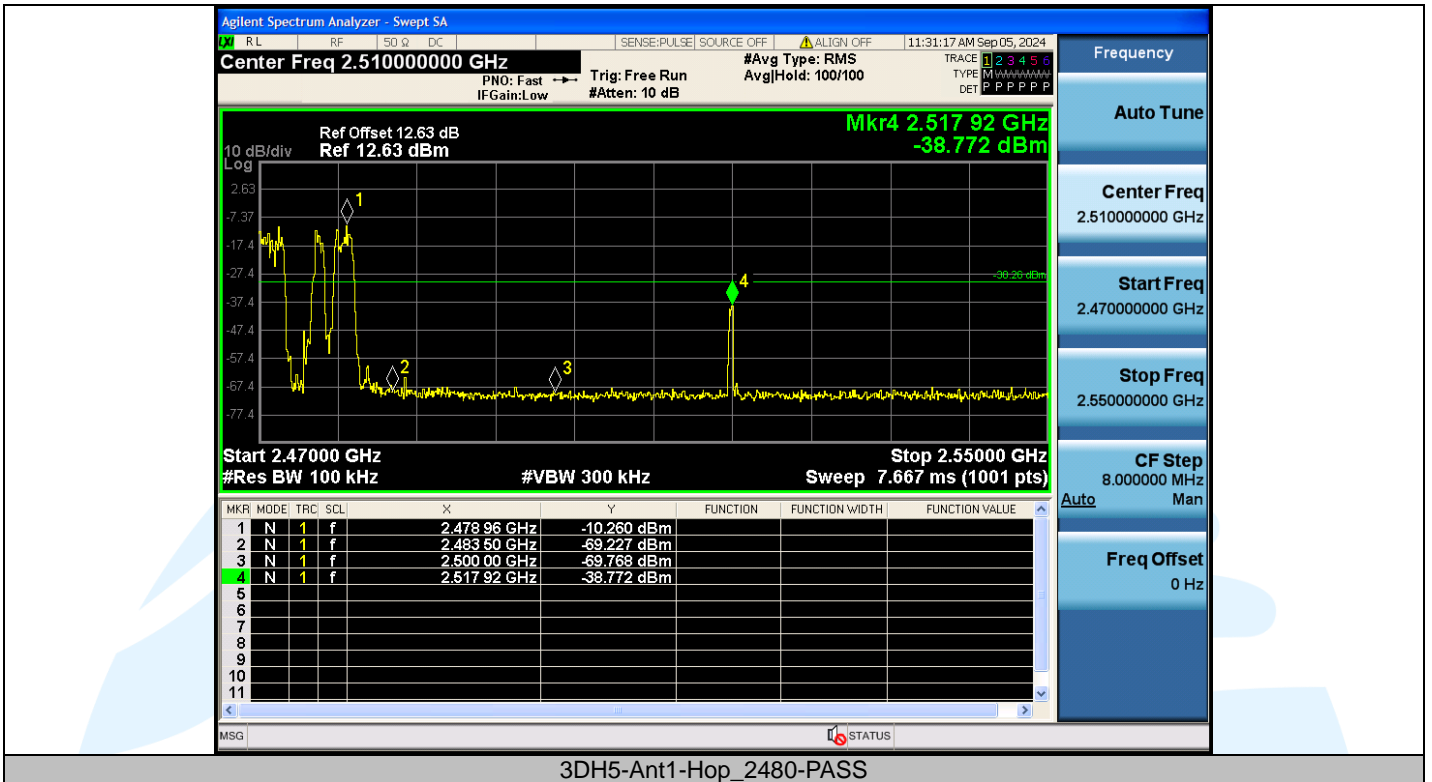 Agilent Spectrum Analyzer - Swept SA
LXI RL RF 50 Ω DC SENSE:PULSE SOURCE OFF ALIGN OFF 11:31:17 AM Sep 05, 2024
Center Freq 2.510000000 GHz
PNO: Fast
IFGain:Low
Trig: Free Run
#Atten: 10 dB
#Avg Type: RMS
Avg|Hold: 100/100
TRACE 1 2 3 4 5 6
TYPE M W W W W W
DET P P P P P P
Mkr4 2.517 92 GHz
-38.772 dBm
Ref Offset 12.63 dB
10 dB/div Ref 12.63 dBm
Log
2.63
-7.37
-17.4
-27.4
-37.4
-47.4
-57.4
-67.4
-77.4
1
2
3
4
-30.26 dBm
Start 2.47000 GHz Stop 2.55000 GHz
#Res BW 100 kHz #VBW 300 kHz Sweep 7.667 ms (1001 pts)
MKR MODE TRC SCL X Y FUNCTION FUNCTION WIDTH FUNCTION VALUE
1 N 1 f 2.478 96 GHz -10.260 dBm
2 N 1 f 2.483 50 GHz -69.227 dBm
3 N 1 f 2.500 00 GHz -69.768 dBm
4 N 1 f 2.517 92 GHz -38.772 dBm
5
6
7
8
9
10
11
MSG STATUS
Frequency
Auto Tune
Center Freq
2.510000000 GHz
Start Freq
2.470000000 GHz
Stop Freq
2.550000000 GHz
CF Step
8.000000 MHz
Auto Man
Freq Offset
0 Hz
3DH5-Ant1-Hop_2480-PASS